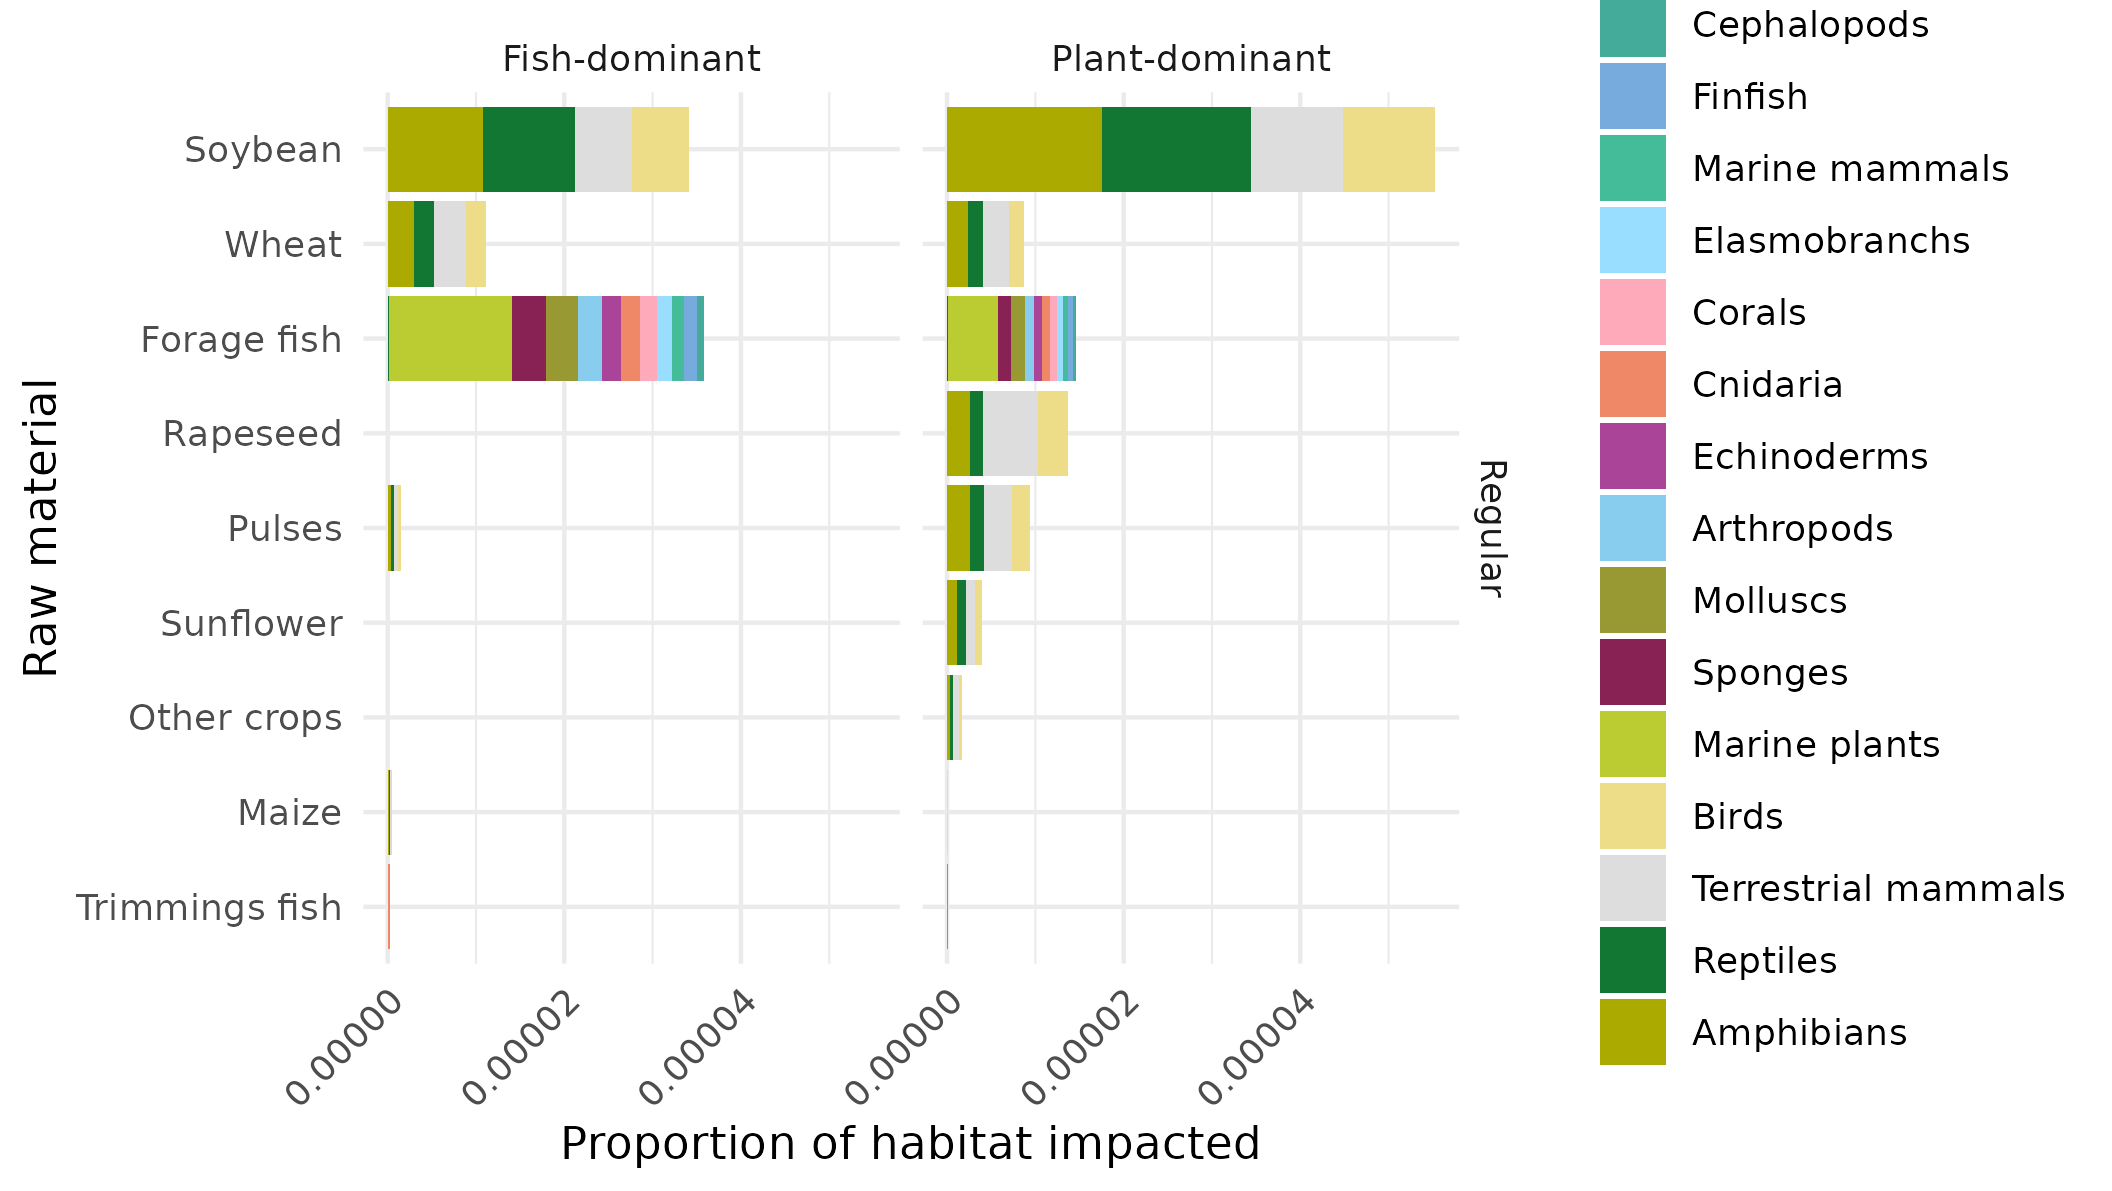 Fish-dominant
Plant-dominant
Soybean
Wheat
Forage fish
Rapeseed
Pulses
Sunflower
Other crops
Maize
Trimmings fish
Raw material
Regular
0.00000
0.00002
0.00004
0.00000
0.00002
0.00004
Proportion of habitat impacted
Cephalopods
Finfish
Marine mammals
Elasmobranchs
Corals
Cnidaria
Echinoderms
Arthropods
Molluscs
Sponges
Marine plants
Birds
Terrestrial mammals
Reptiles
Amphibians